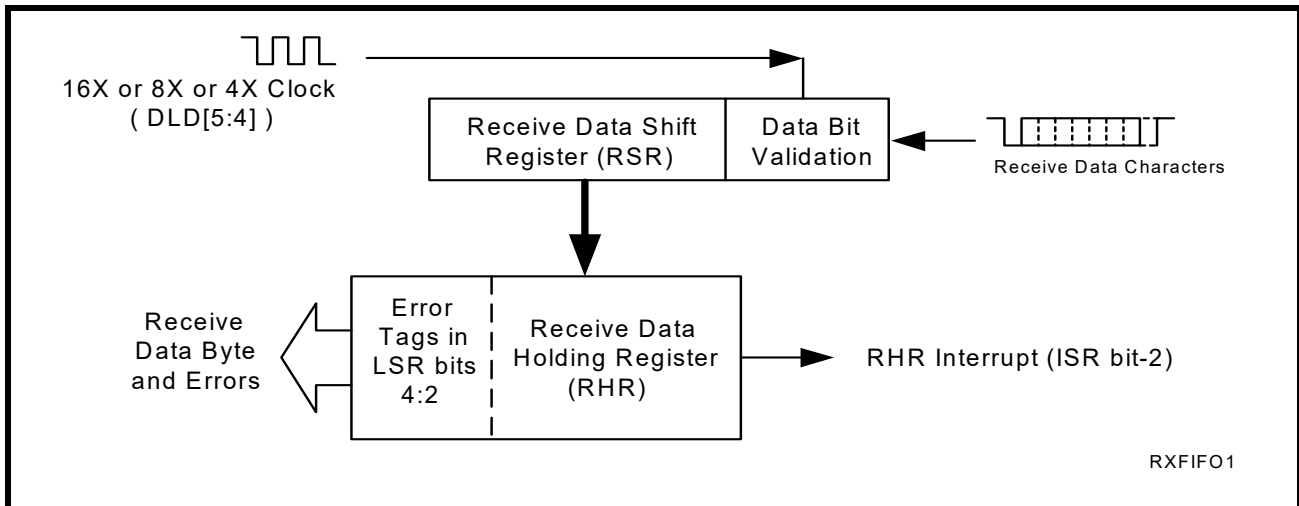 16X or 8X or 4X Clock
( DLD[5:4] )
Receive Data Shift
Register (RSR)
Data Bit
Validation
Receive Data Characters
Receive
Data Byte
and Errors
Error
Tags in
LSR bits
4:2
Receive Data
Holding Register
(RHR)
RHR Interrupt (ISR bit-2)
RXFIFO1